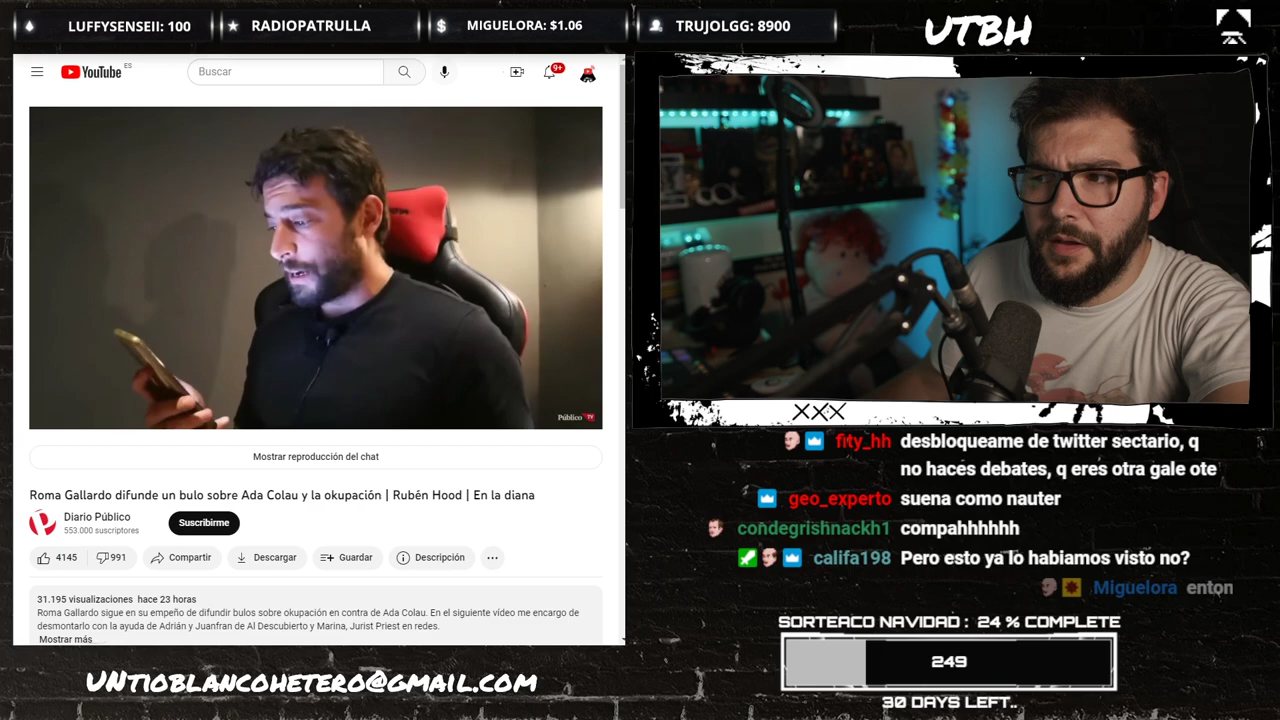 LUFFYSENSEII: 100
RADIOPATRULLA
MIGUELORA: $1.06
TRUJOLGG: 8900
UTBH
YouTube ES
Buscar
9+
Público TV
Mostrar reproducción del chat
Roma Gallardo difunde un bulo sobre Ada Colau y la okupación | Rubén Hood | En la diana
Diario Público
553.000 suscriptores
Suscribirme
4145
991
Compartir
Descargar
Guardar
Descripción
31.195 visualizaciones hace 23 horas
Roma Gallardo sigue en su empeño de difundir bulos sobre okupación en contra de Ada Colau. En el siguiente vídeo me encargo de
desmontarlo con la ayuda de Adrián y Juanfran de Al Descubierto y Marina, Jurist Priest en redes.
Mostrar más
UNTIOBLANCOHETERO@GMAIL.COM
XXX
fity_hh desbloqueame de twitter sectario, q
no haces debates, q eres otra gale ote
geo_experto suena como nauter
condegrishnackh1 compahhhhhh
califa198 Pero esto ya lo habiamos visto no?
Miguelora enton
SORTEACO NAVIDAD : 24 % COMPLETE
249
30 DAYS LEFT..